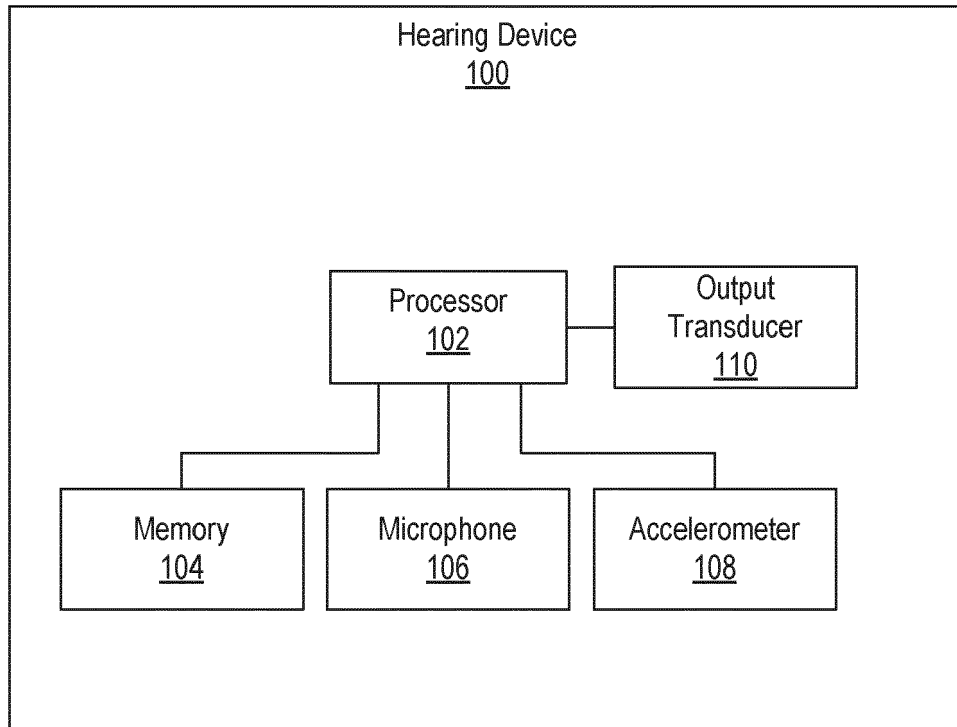 Hearing Device
100
Processor
102
Output
Transducer
110
Memory
104
Microphone
106
Accelerometer
108